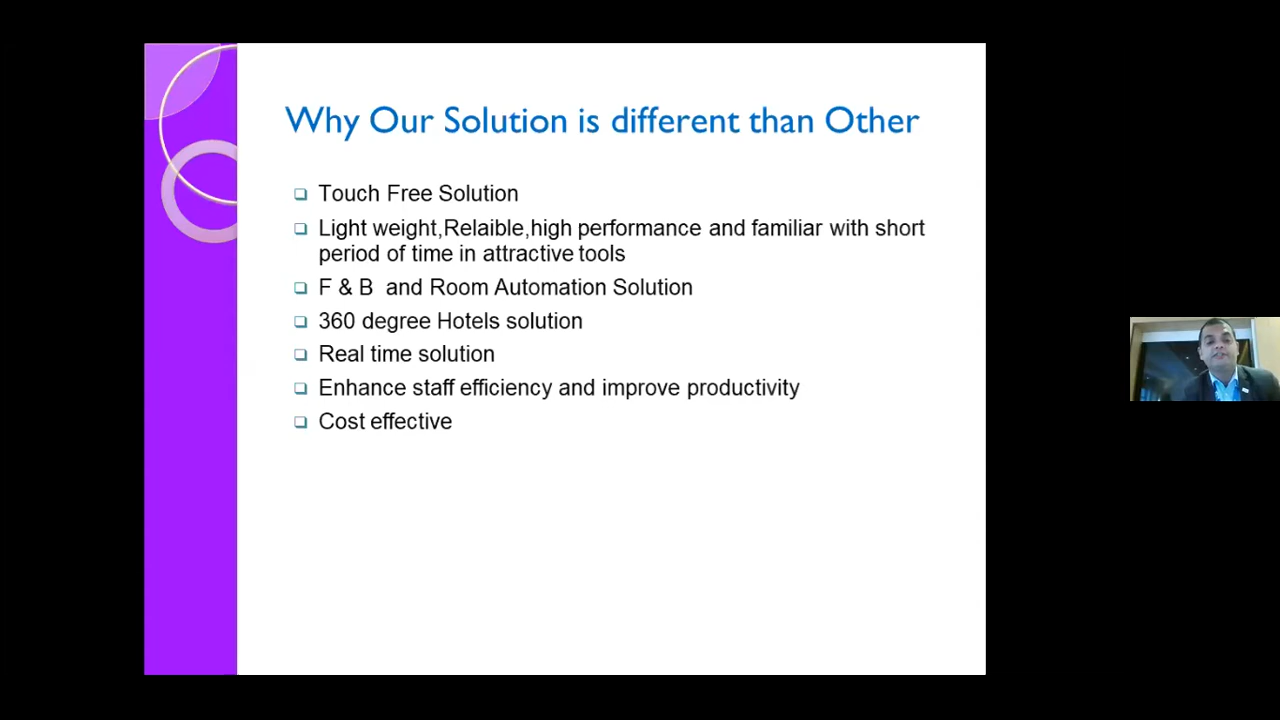 Why Our Solution is different than Other
Touch Free Solution
Light weight,Relaible,high performance and familiar with short
period of time in attractive tools
F & B and Room Automation Solution
360 degree Hotels solution
Real time solution
Enhance staff efficiency and improve productivity
Cost effective